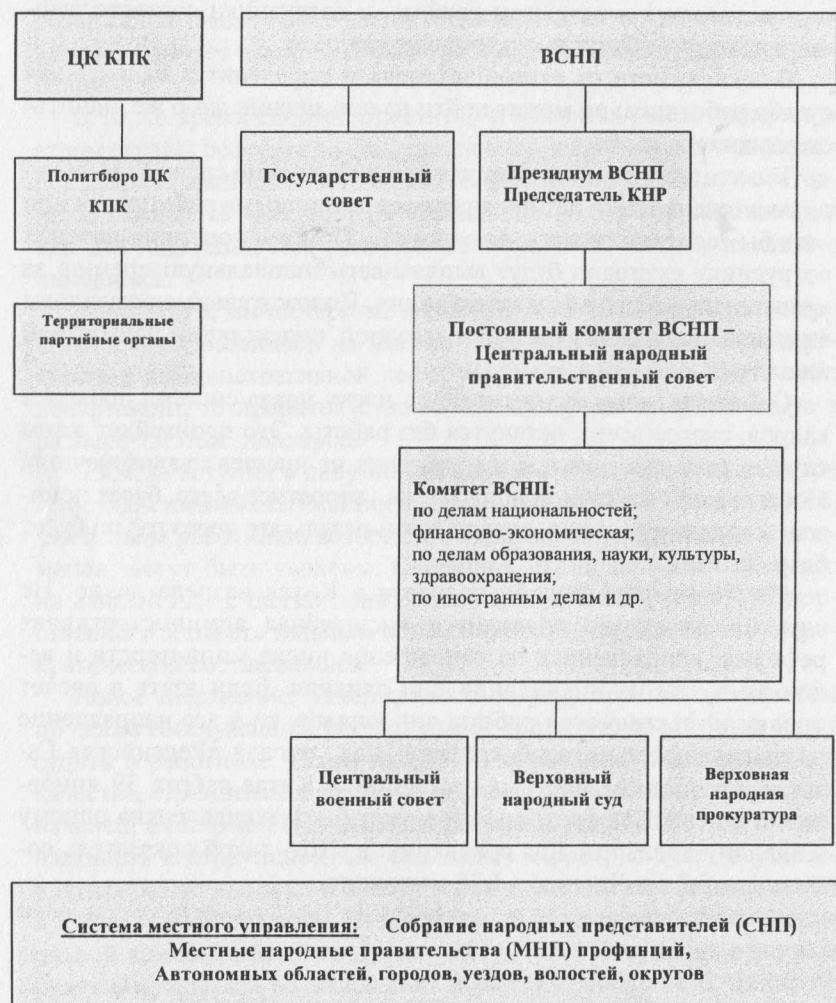 ЦК КПК
ВСНП
Политбюро ЦК
КПК
Государственный
совет
Президиум ВСНП
Председатель КНР
Территориальные
партийные органы
Постоянный комитет ВСНП –
Центральный народный
правительственный совет
Комитет ВСНП:
по делам национальностей;
финансово-экономическая;
по делам образования, науки, культуры,
здравоохранения;
по иностранным делам и др.
Центральный
военный совет
Верховный
народный суд
Верховная
народная
прокуратура
Система местного управления: Собрание народных представителей (СНП)
Местные народные правительства (МНП) профинций,
Автономных областей, городов, уездов, волостей, округов